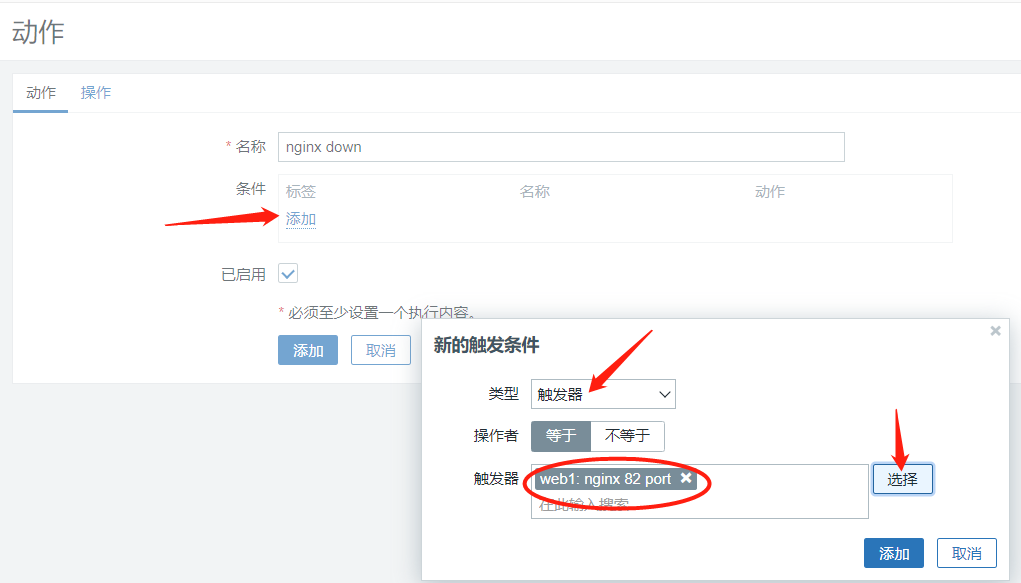 动作
动作 操作
* 名称 nginx down
条件 标签 名称 动作
添加
已启用
* 必须至少设置一个执行内容。
添加 取消
新的触发条件
类型 触发器
操作者 等于 不等于
触发器 web1: nginx 82 port 选择
在此输入搜索
添加 取消